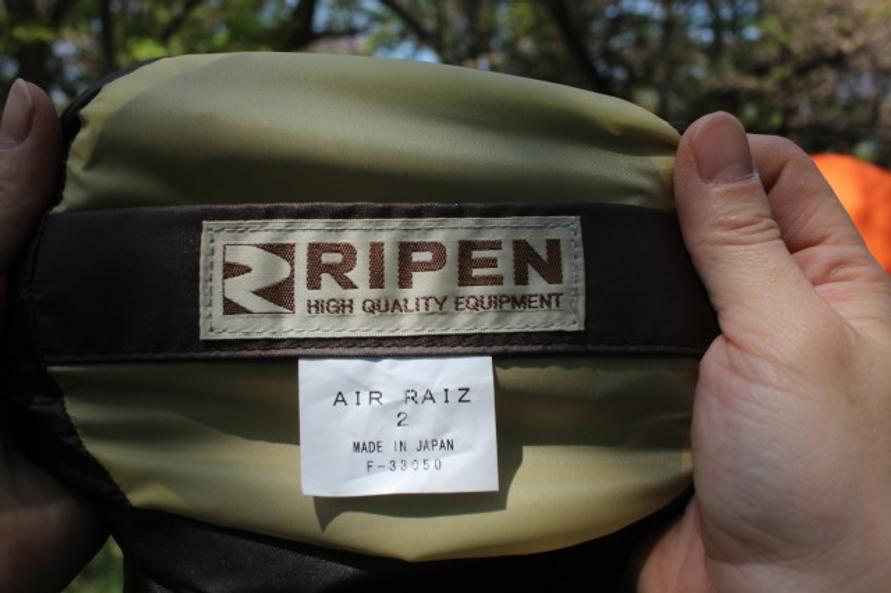 RIPEN
HIGH QUALITY EQUIPMENT
AIR RAIZ
2
MADE IN JAPAN
F-33050